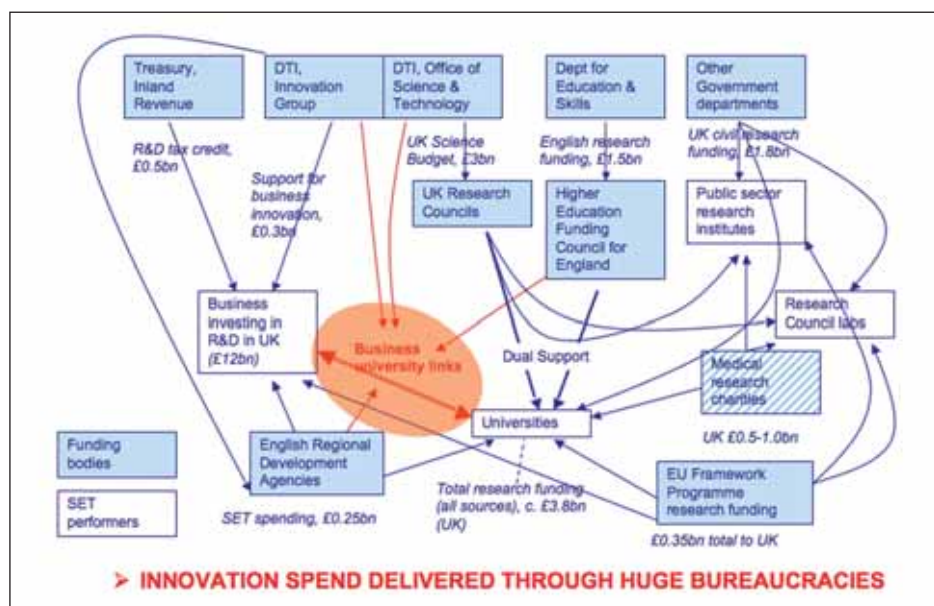 Treasury,
Inland
Revenue
DTI,
Innovation
Group
DTI, Office of
Science &
Technology
Dept for
Education &
Skills
Other
Government
departments
R&D tax credit,
£0.5bn
Support for
business
innovation,
£0.3bn
UK Science
Budget, £3bn
English research
funding, £1.5bn
UK civil research
funding, £1.8bn
UK Research
Councils
Higher
Education
Funding
Council for
England
Public sector
research
institutes
Business
investing in
R&D in UK
(£12bn)
Business
university links
Research
Council labs
Dual Support
Medical
research
charities
Universities
UK £0.5-1.0bn
Funding
bodies
English Regional
Development
Agencies
EU Framework
Programme
research funding
SET
performers
SET spending, £0.25bn
Total research funding
(all sources), c. £3.8bn
(UK)
£0.35bn total to UK
➢ INNOVATION SPEND DELIVERED THROUGH HUGE BUREAUCRACIES